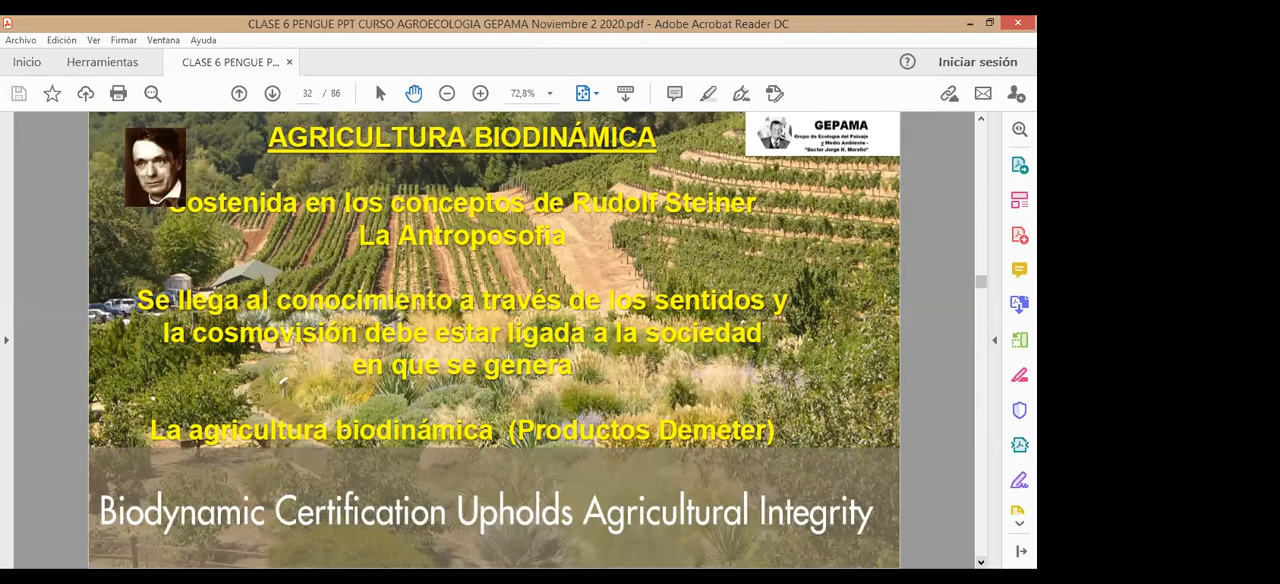 CLASE 6 PENGUE PPT CURSO AGROECOLOGIA GEPAMA Noviembre 2 2020.pdf - Adobe Acrobat Reader DC
Archivo Edición Ver Firmar Ventana Ayuda
Inicio Herramientas CLASE 6 PENGUE P... × Iniciar sesión
32 / 86 72,8%
AGRICULTURA BIODINÁMICA
GEPAMA
Grupo de Ecología del Paisaje
y Medio Ambiente -
"Doctor Jorge H. Morello"
Sostenida en los conceptos de Rudolf Steiner
La Antroposofia
Se llega al conocimiento a través de los sentidos y
la cosmovisión debe estar ligada a la sociedad
en que se genera
La agricultura biodinámica (Productos Demeter)
Biodynamic Certification Upholds Agricultural Integrity